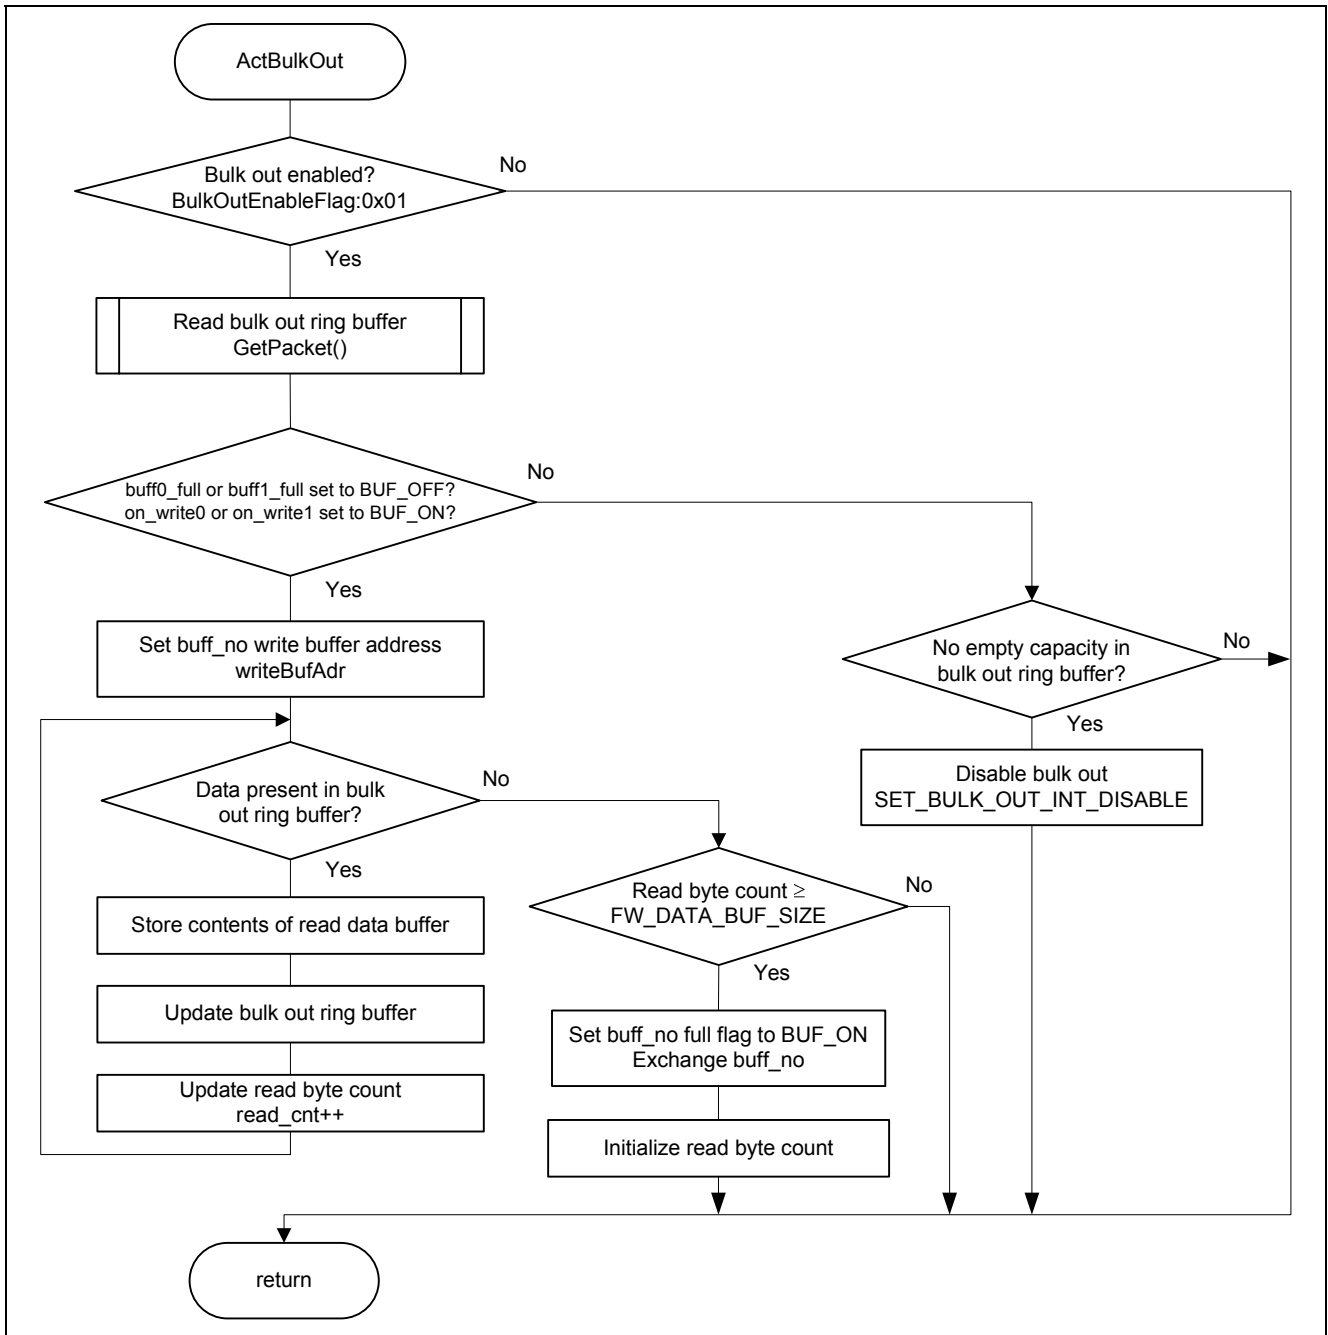 ActBulkOut
Bulk out enabled?
BulkOutEnableFlag:0x01
No
Yes
Read bulk out ring buffer
GetPacket()
buff0_full or buff1_full set to BUF_OFF?
on_write0 or on_write1 set to BUF_ON?
No
Yes
Set buff_no write buffer address
writeBufAdr
No empty capacity in
bulk out ring buffer?
No
Yes
Disable bulk out
SET_BULK_OUT_INT_DISABLE
Data present in bulk
out ring buffer?
No
Yes
Store contents of read data buffer
Update bulk out ring buffer
Update read byte count
read_cnt++
Read byte count ≥
FW_DATA_BUF_SIZE
No
Yes
Set buff_no full flag to BUF_ON
Exchange buff_no
Initialize read byte count
return